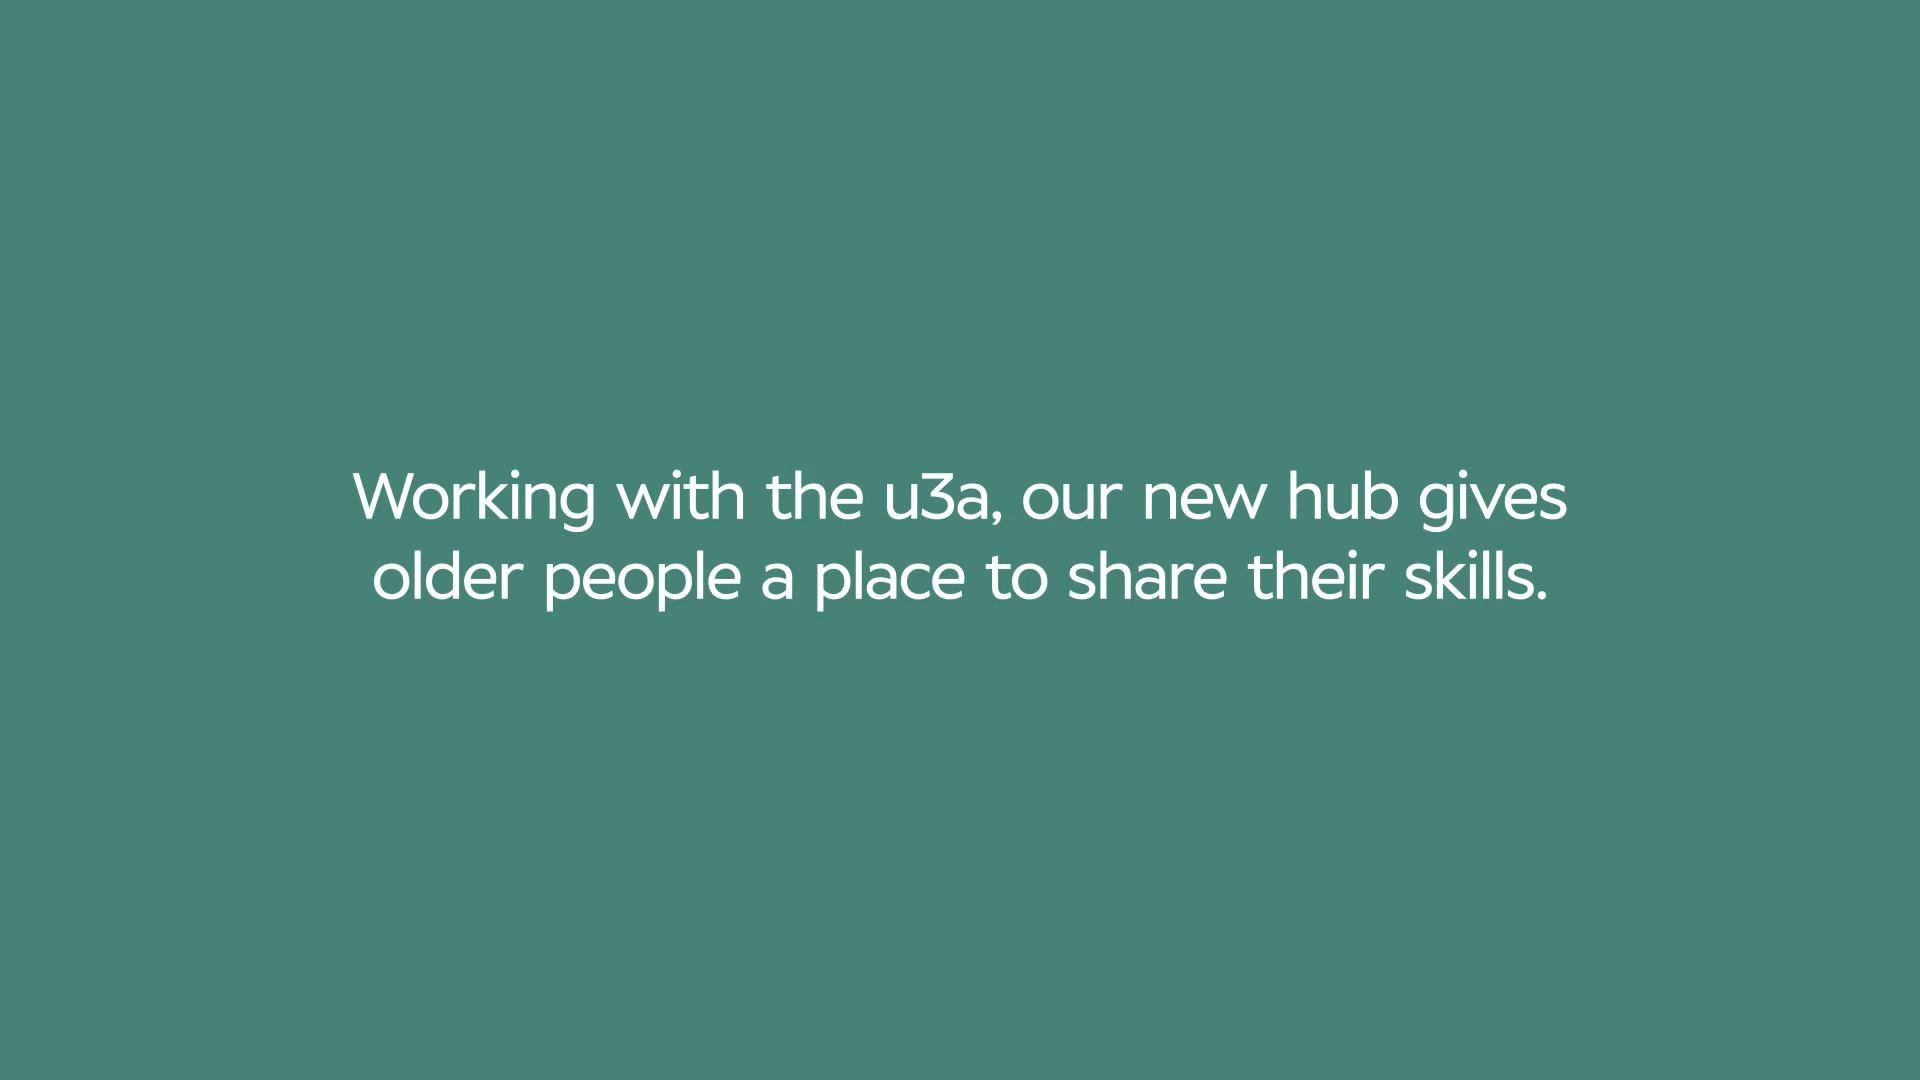 Working with the u3a, our new hub gives
older people a place to share their skills.